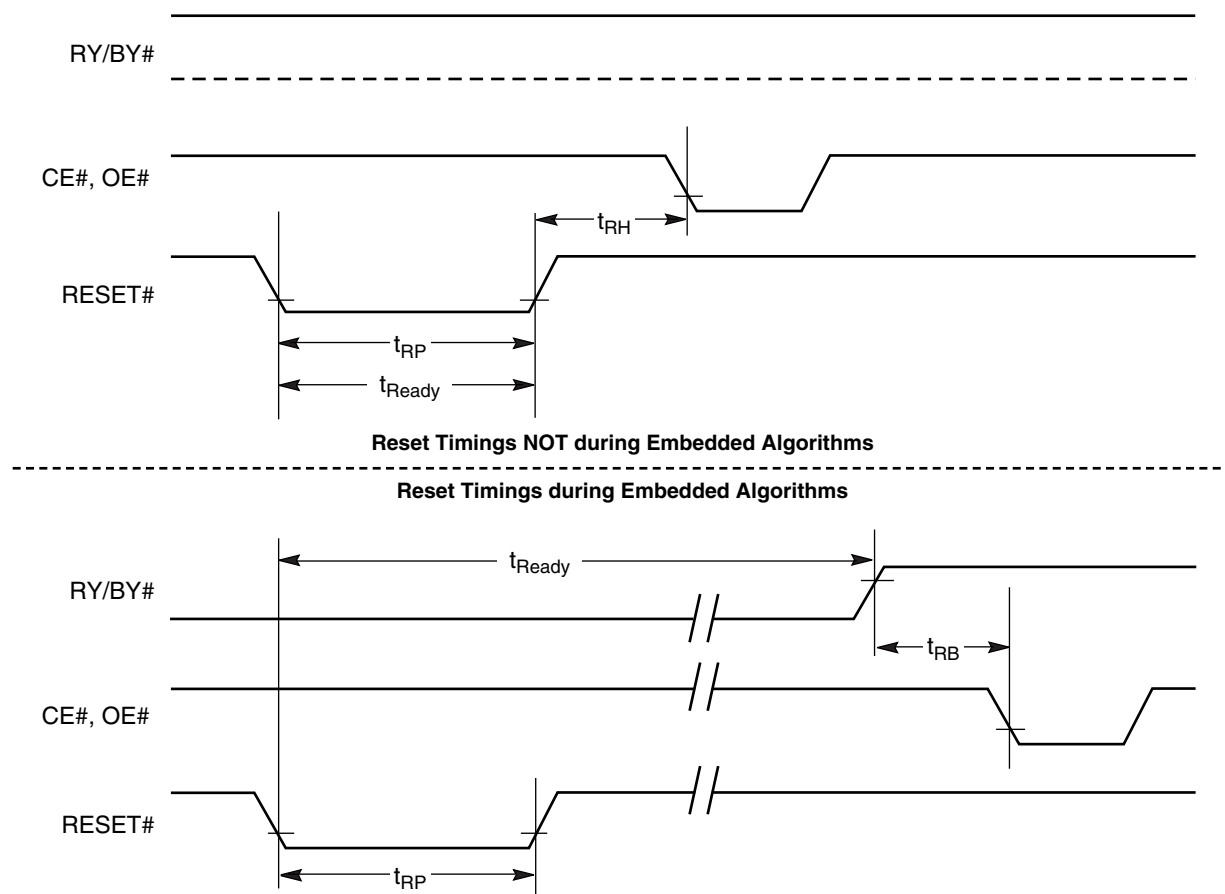 RY/BY#
CE#, OE#
tRH
RESET#
tRP
tReady
Reset Timings NOT during Embedded Algorithms
Reset Timings during Embedded Algorithms
tReady
RY/BY#
tRB
CE#, OE#
RESET#
tRP